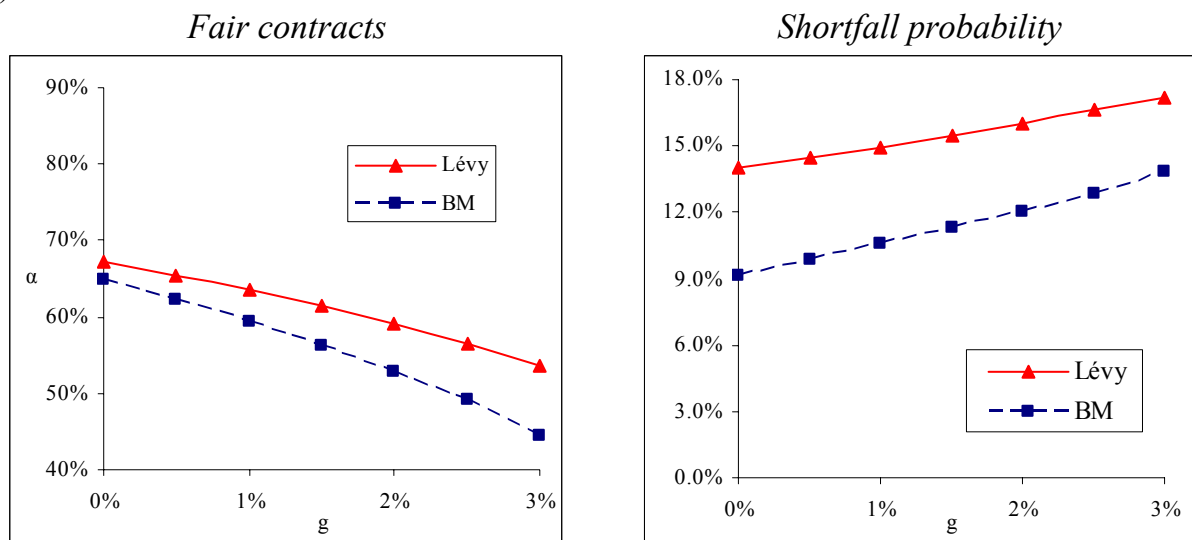 )
Fair contracts
90%
80%
70%
60%
50%
40%
α
Lévy
BM
0%
1%
2%
3%
g
Shortfall probability
18.0%
15.0%
12.0%
9.0%
6.0%
3.0%
0.0%
Lévy
BM
0%
1%
2%
3%
g